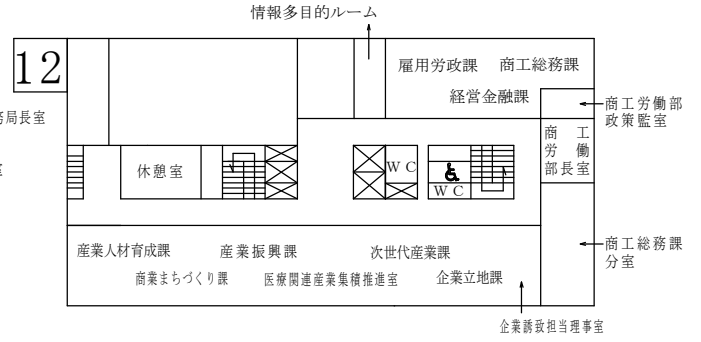 情報多目的ルーム
12
雇用労政課 商工総務課
経営金融課
商工労働部
政策監室
務局長室
商工
労働
部長室
室
休憩室
WC
WC
産業人材育成課 産業振興課 次世代産業課
商業まちづくり課 医療関連産業集積推進室 企業立地課
商工総務課
分室
企業誘致担当理事室